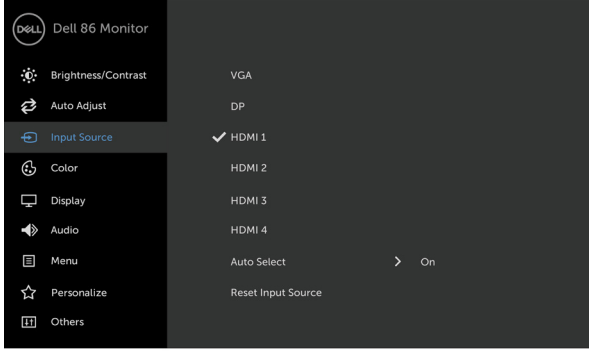 DELL
Dell 86 Monitor
Brightness/Contrast
Auto Adjust
Input Source
Color
Display
Audio
Menu
Personalize
Others
VGA
DP
HDMI 1
HDMI 2
HDMI 3
HDMI 4
Auto Select > On
Reset Input Source